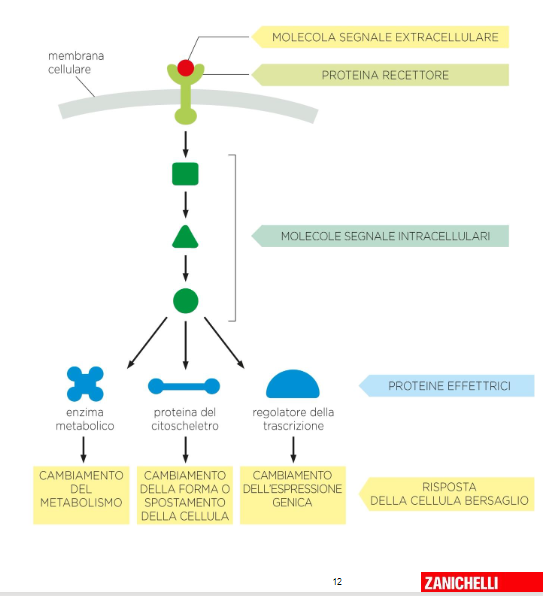 MOLECOLA SEGNALE EXTRACELLULARE
membrana
cellulare
PROTEINA RECETTORE
MOLECOLE SEGNALE INTRACELLULARI
PROTEINE EFFETTRICI
enzima
metabolico
proteina del
citoscheletro
regolatore della
trascrizione
CAMBIAMENTO
DEL
METABOLISMO
CAMBIAMENTO
DELLA FORMA O
SPOSTAMENTO
DELLA CELLULA
CAMBIAMENTO
DELL'ESPRESSIONE
GENICA
RISPOSTA
DELLA CELLULA BERSAGLIO
12
ZANICHELLI